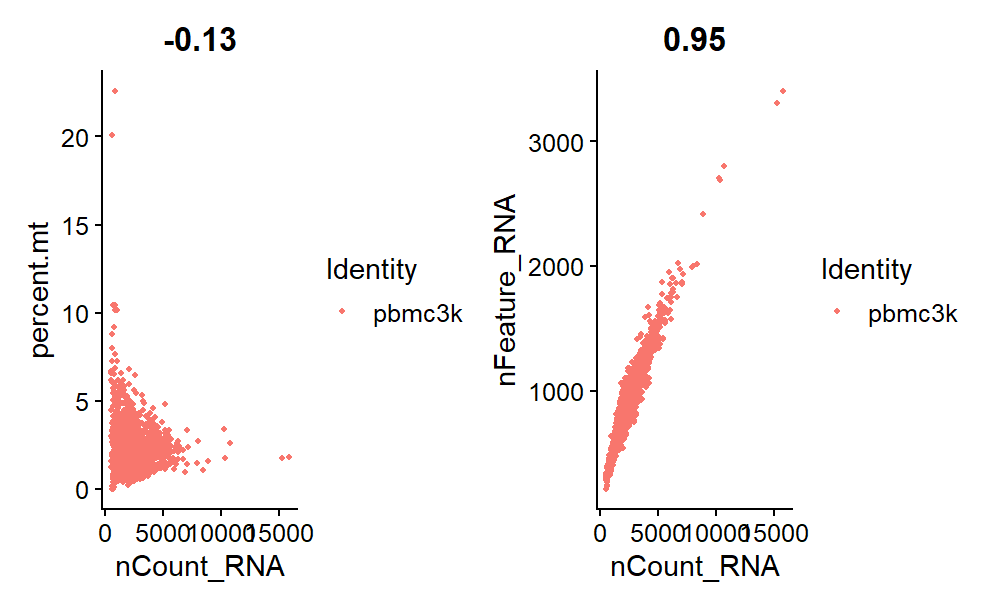 -0.13
percent.mt
20
15
10
5
0
0 5000 10000 15000
nCount_RNA
Identity
pbmc3k
0.95
nFeature_RNA
3000
2000
1000
0 5000 10000 15000
nCount_RNA
Identity
pbmc3k